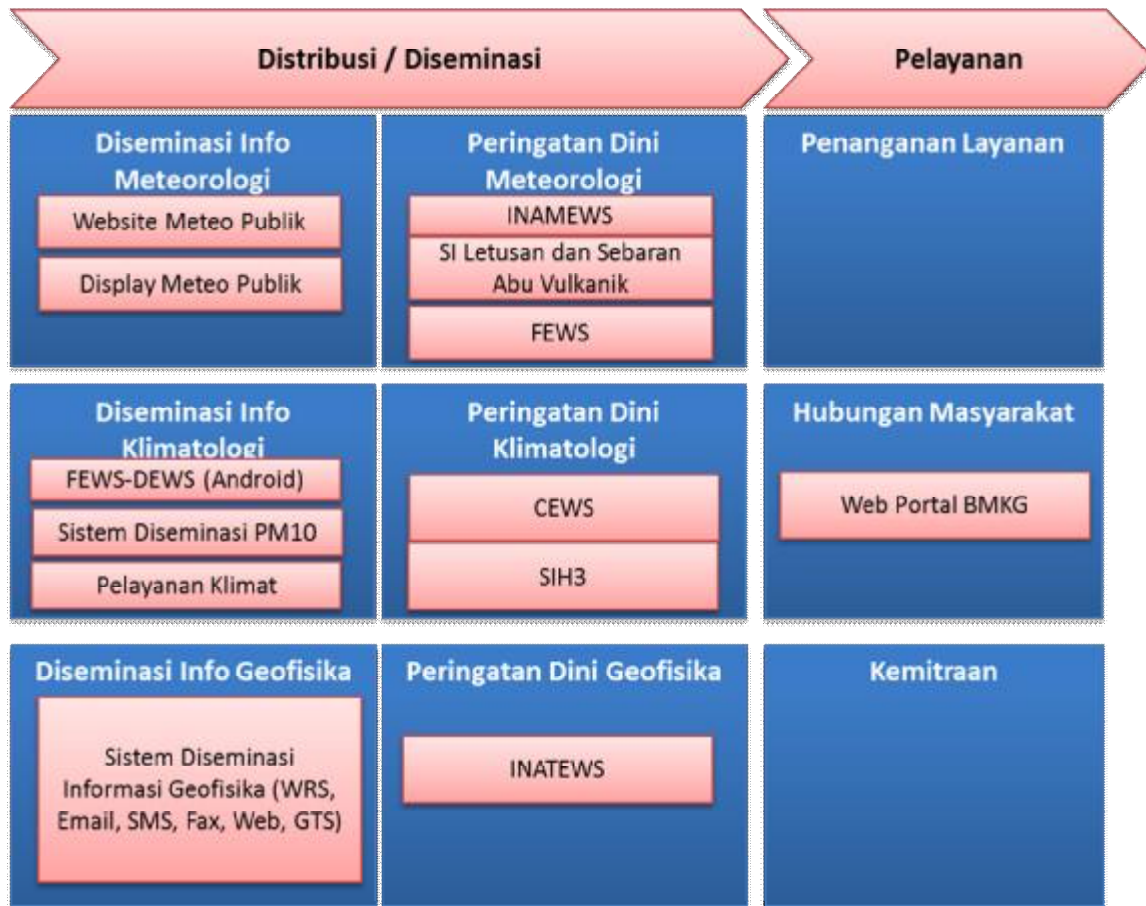 Distribusi / Diseminasi
Pelayanan
Diseminasi Info
Meteorologi
Website Meteo Publik
Display Meteo Publik
Peringatan Dini
Meteorologi
INAMEWS
SI Letusan dan Sebaran
Abu Vulkanik
FEWS
Penanganan Layanan
Diseminasi Info
Klimatologi
FEWS-DEWS (Android)
Sistem Diseminasi PM10
Pelayanan Klimat
Peringatan Dini
Klimatologi
CEWS
SIH3
Hubungan Masyarakat
Web Portal BMKG
Diseminasi Info Geofisika
Sistem Diseminasi
Informasi Geofisika (WRS,
Email, SMS, Fax, Web, GTS)
Peringatan Dini Geofisika
INATEWS
Kemitraan